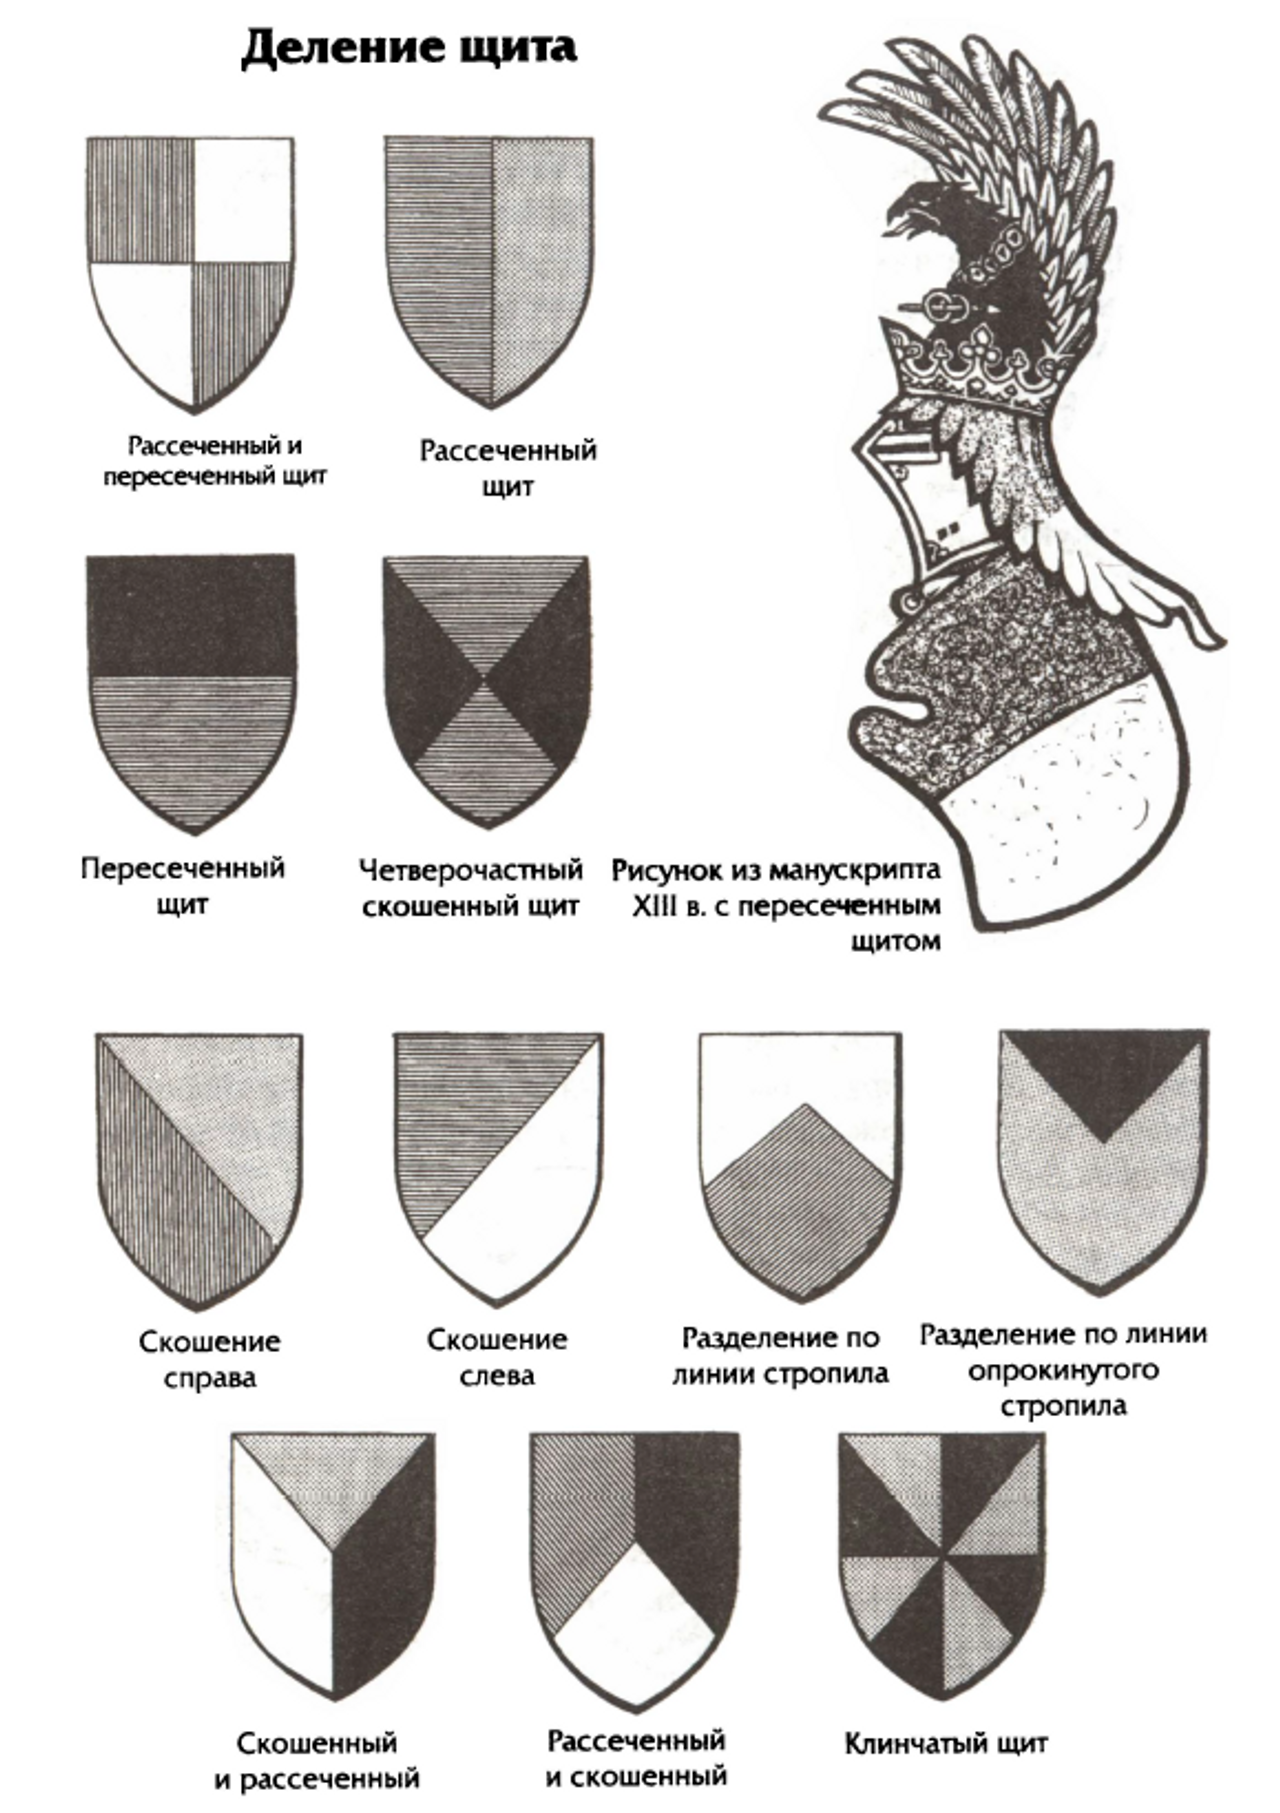 Деление щита
Рассеченный и
пересеченный щит
Рассеченный
щит
Пересеченный
щит
Четверочастный
скошенный щит
Рисунок из манускрипта
XIII в. с пересеченным
щитом
Скошение
справа
Скошение
слева
Разделение по
линии стропила
Разделение по линии
опрокинутого
стропила
Скошенный
и рассеченный
Рассеченный
и скошенный
Клинчатый щит